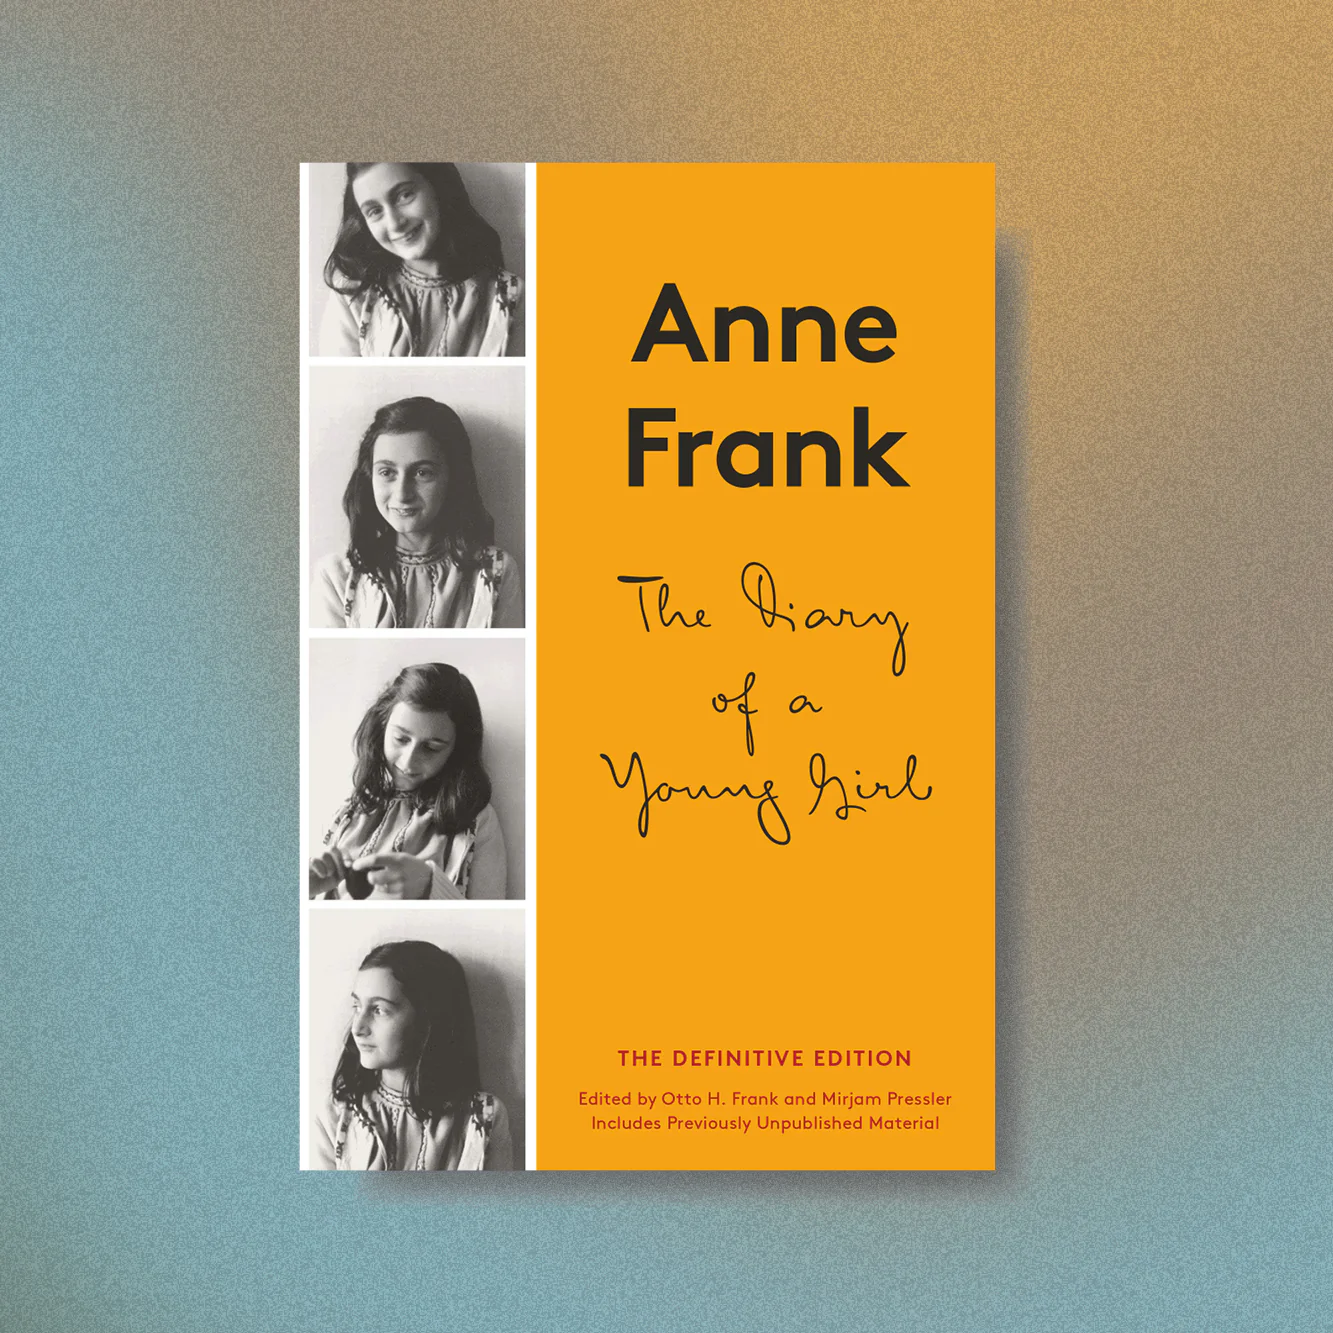 Anne
Frank
The Diary
of a
Young Girl
THE DEFINITIVE EDITION
Edited by Otto H. Frank and Mirjam Pressler
Includes Previously Unpublished Material